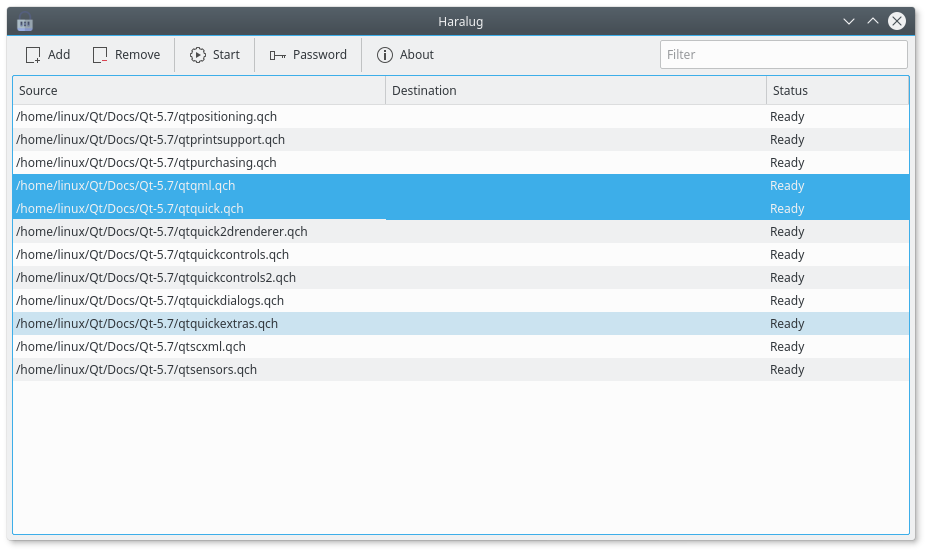 Haralug
Add Remove Start Password About Filter
Source Destination Status
/home/linux/Qt/Docs/Qt-5.7/qtpositioning.qch Ready
/home/linux/Qt/Docs/Qt-5.7/qtprintsupport.qch Ready
/home/linux/Qt/Docs/Qt-5.7/qtpurchasing.qch Ready
/home/linux/Qt/Docs/Qt-5.7/qtqml.qch Ready
/home/linux/Qt/Docs/Qt-5.7/qtquick.qch Ready
/home/linux/Qt/Docs/Qt-5.7/qtquick2drenderer.qch Ready
/home/linux/Qt/Docs/Qt-5.7/qtquickcontrols.qch Ready
/home/linux/Qt/Docs/Qt-5.7/qtquickcontrols2.qch Ready
/home/linux/Qt/Docs/Qt-5.7/qtquickdialogs.qch Ready
/home/linux/Qt/Docs/Qt-5.7/qtquickextras.qch Ready
/home/linux/Qt/Docs/Qt-5.7/qtscxml.qch Ready
/home/linux/Qt/Docs/Qt-5.7/qtsensors.qch Ready